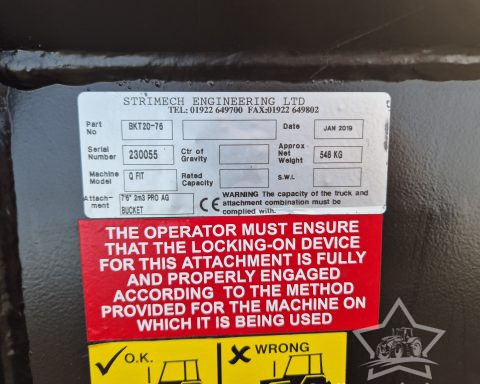 STRIMECH ENGINEERING LTD
TEL: 01922 649700 FAX:01922 649802
Part No BKT20-76 Date JAN 2019
Serial Number 230055 Ctr of Gravity Approx Net Weight 546 KG
Machine Model Q FIT Rated Capacity S.W.L
Attach-ment 7'6" 2m3 PRO AG BUCKET CE WARNING The capacity of the truck and attachment combination must be complied with.
THE OPERATOR MUST ENSURE
THAT THE LOCKING-ON DEVICE
FOR THIS ATTACHMENT IS FULLY
AND PROPERLY ENGAGED
ACCORDING TO THE METHOD
PROVIDED FOR THE MACHINE ON
WHICH IT IS BEING USED
O.K. WRONG